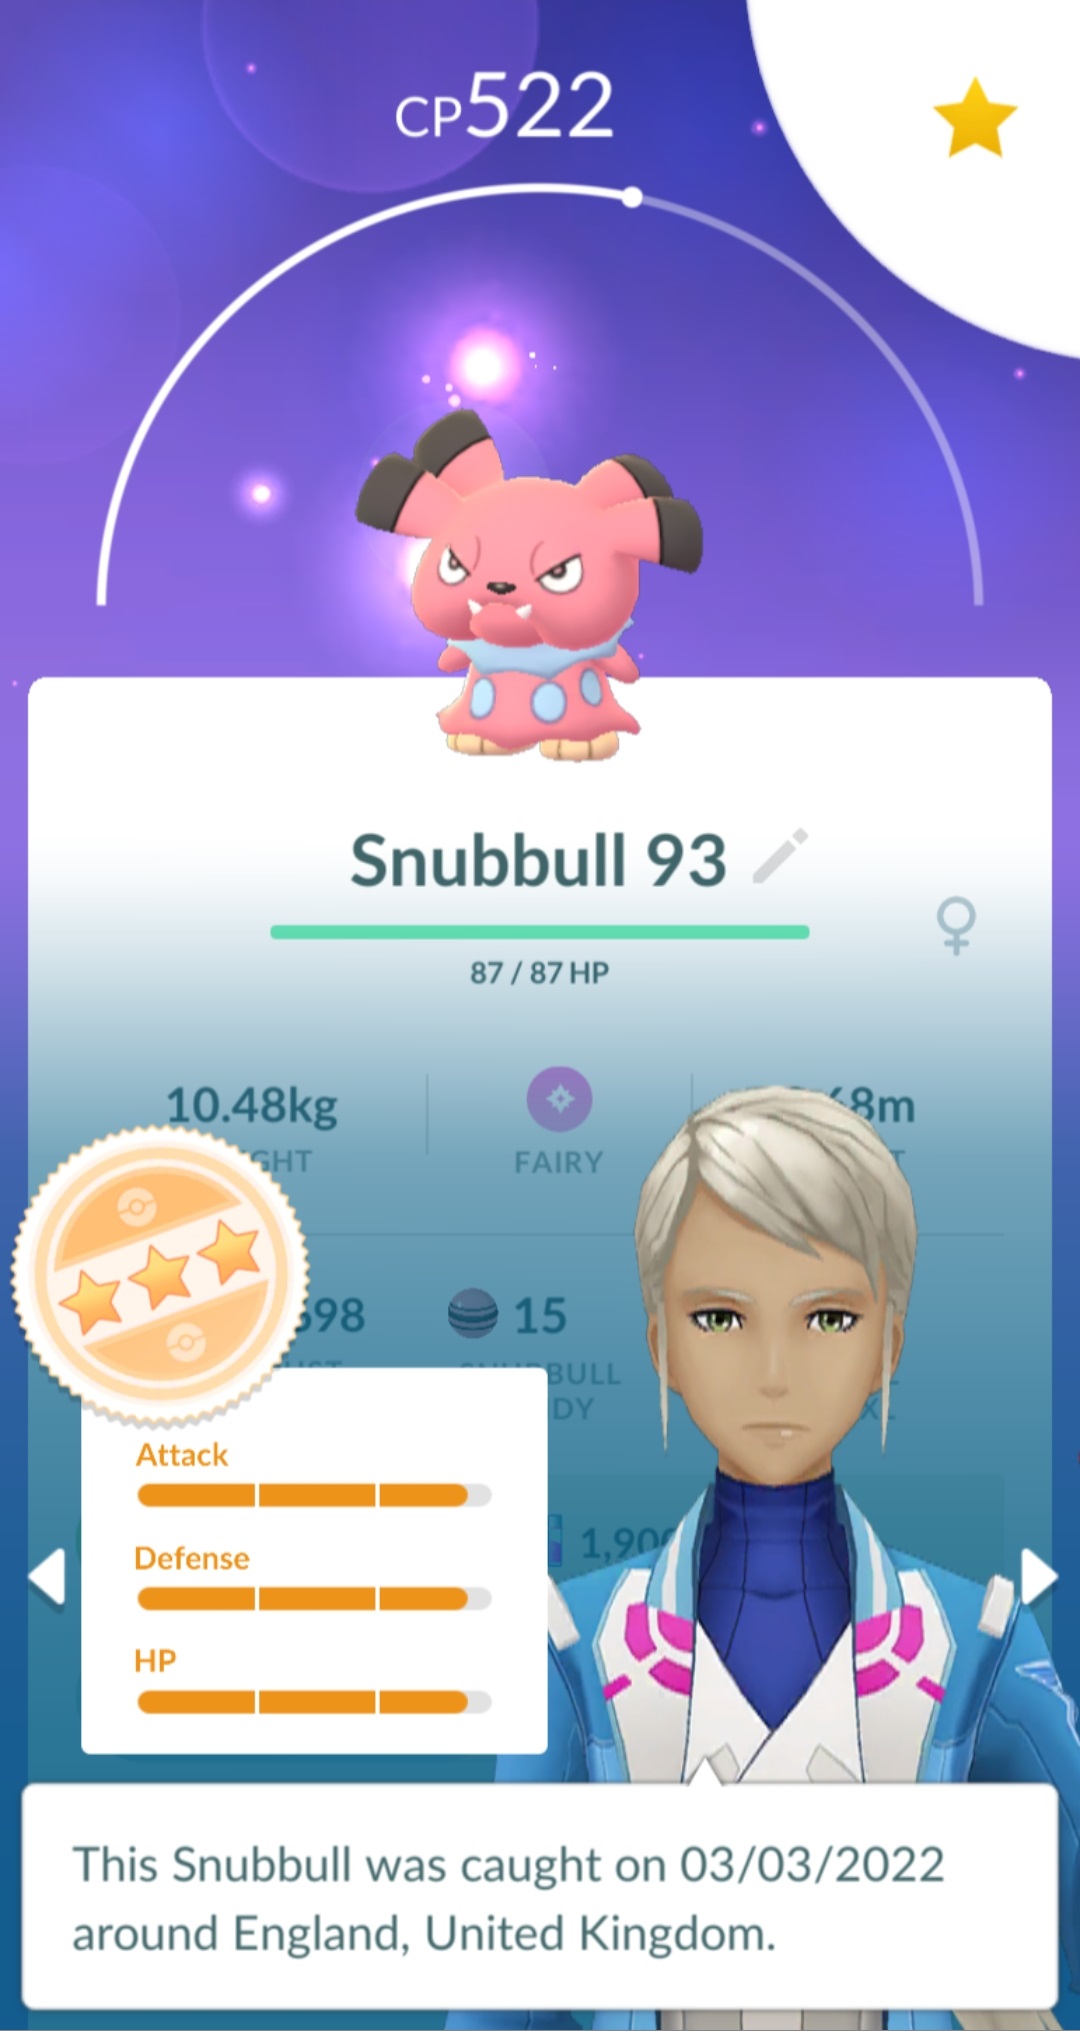 CP522
Snubbull 93
87 / 87 HP
10.48kg
FAIRY
15
Attack
Defense
HP
This Snubbull was caught on 03/03/2022
around England, United Kingdom.